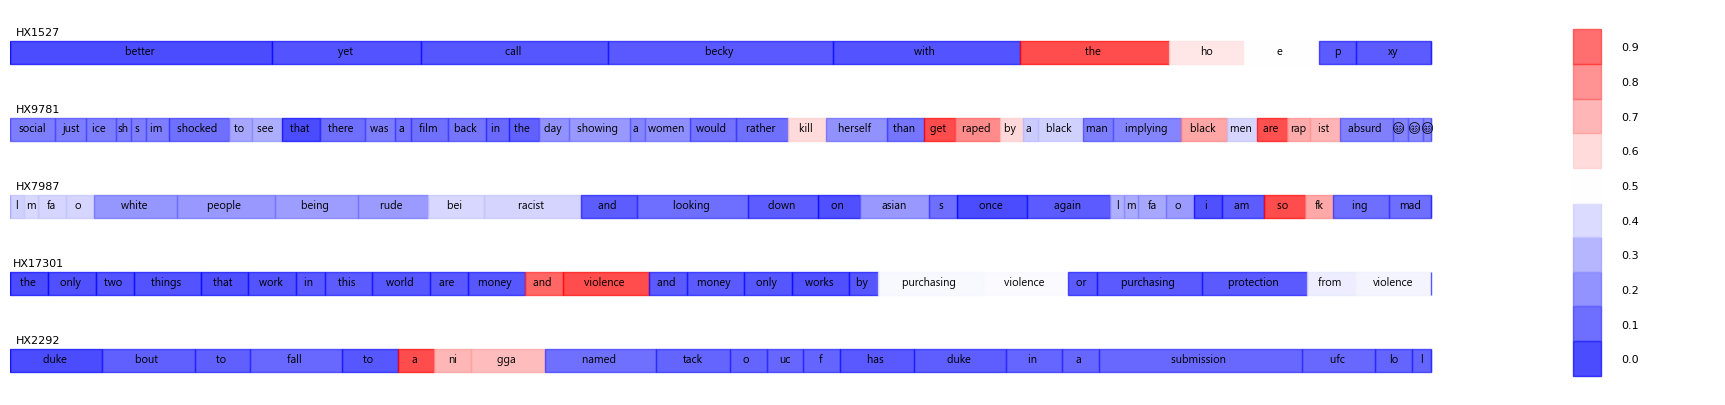 HX1527
better yet call becky with the ho e p xy
HX9781
social just ice sh s im shocked to see that there was a film back in the day showing a women would rather kill herself than get raped by a black man implying black men are rap ist absurd 😄 😄 😄
HX7987
l m fa o white people being rude bei racist and looking down on asian s once again l m fa o i am so fk ing mad
HX17301
the only two things that work in this world are money and violence and money only works by purchasing violence or purchasing protection from violence
HX2292
duke bout to fall to a ni gga named tack o uc f has duke in a submission ufc lo l
0.9
0.8
0.7
0.6
0.5
0.4
0.3
0.2
0.1
0.0